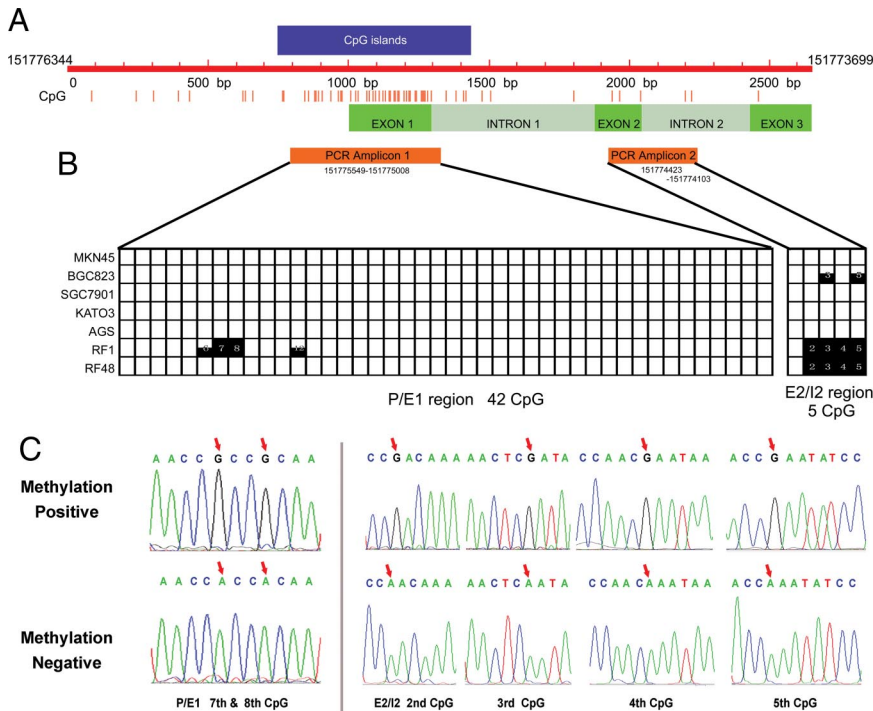 A
CpG islands
151776344
151773699
500 bp
1000 bp
1500 bp
2000 bp
2500 bp
CpG
EXON 1
INTRON 1
EXON 2
INTRON 2
EXON 3
B
PCR Amplicon 1
151775549-151775008
PCR Amplicon 2
151774423
-151774103
MKN45
BGC823
3 5
SGC7901
KATO3
AGS
RF1
6 7 8 12
2 3 4 5
RF48
2 3 4 5
P/E1 region 42 CpG
E2/I2 region
5 CpG
C
Methylation
Positive
A A C C G C C G C A A
C C G A C A A A A A C T C G A T A
C C A A C G A A T A A
A C C G A A T A T C C
Methylation
Negative
A A C C A C C A C A A
C C A A C A A A
A A C T C A A T A
C C A A C A A A T A A
A C C A A A T A T C C
P/E1 7th & 8th CpG
E2/I2 2nd CpG
3rd CpG
4th CpG
5th CpG